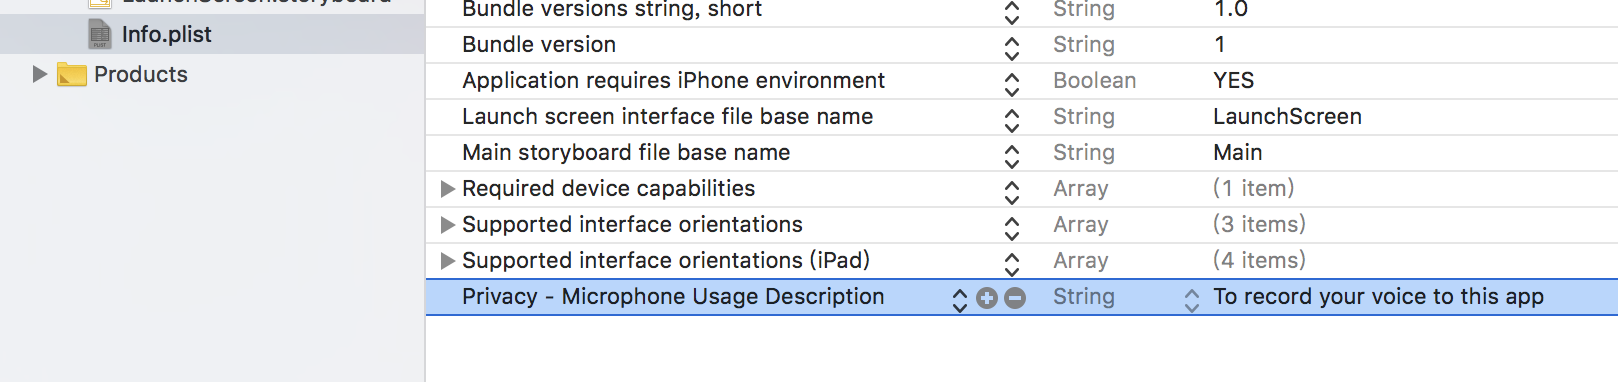 LaunchScreen.storyboard
Info.plist
Products
Bundle versions string, short String 1.0
Bundle version String 1
Application requires iPhone environment Boolean YES
Launch screen interface file base name String LaunchScreen
Main storyboard file base name String Main
Required device capabilities Array (1 item)
Supported interface orientations Array (3 items)
Supported interface orientations (iPad) Array (4 items)
Privacy - Microphone Usage Description String To record your voice to this app